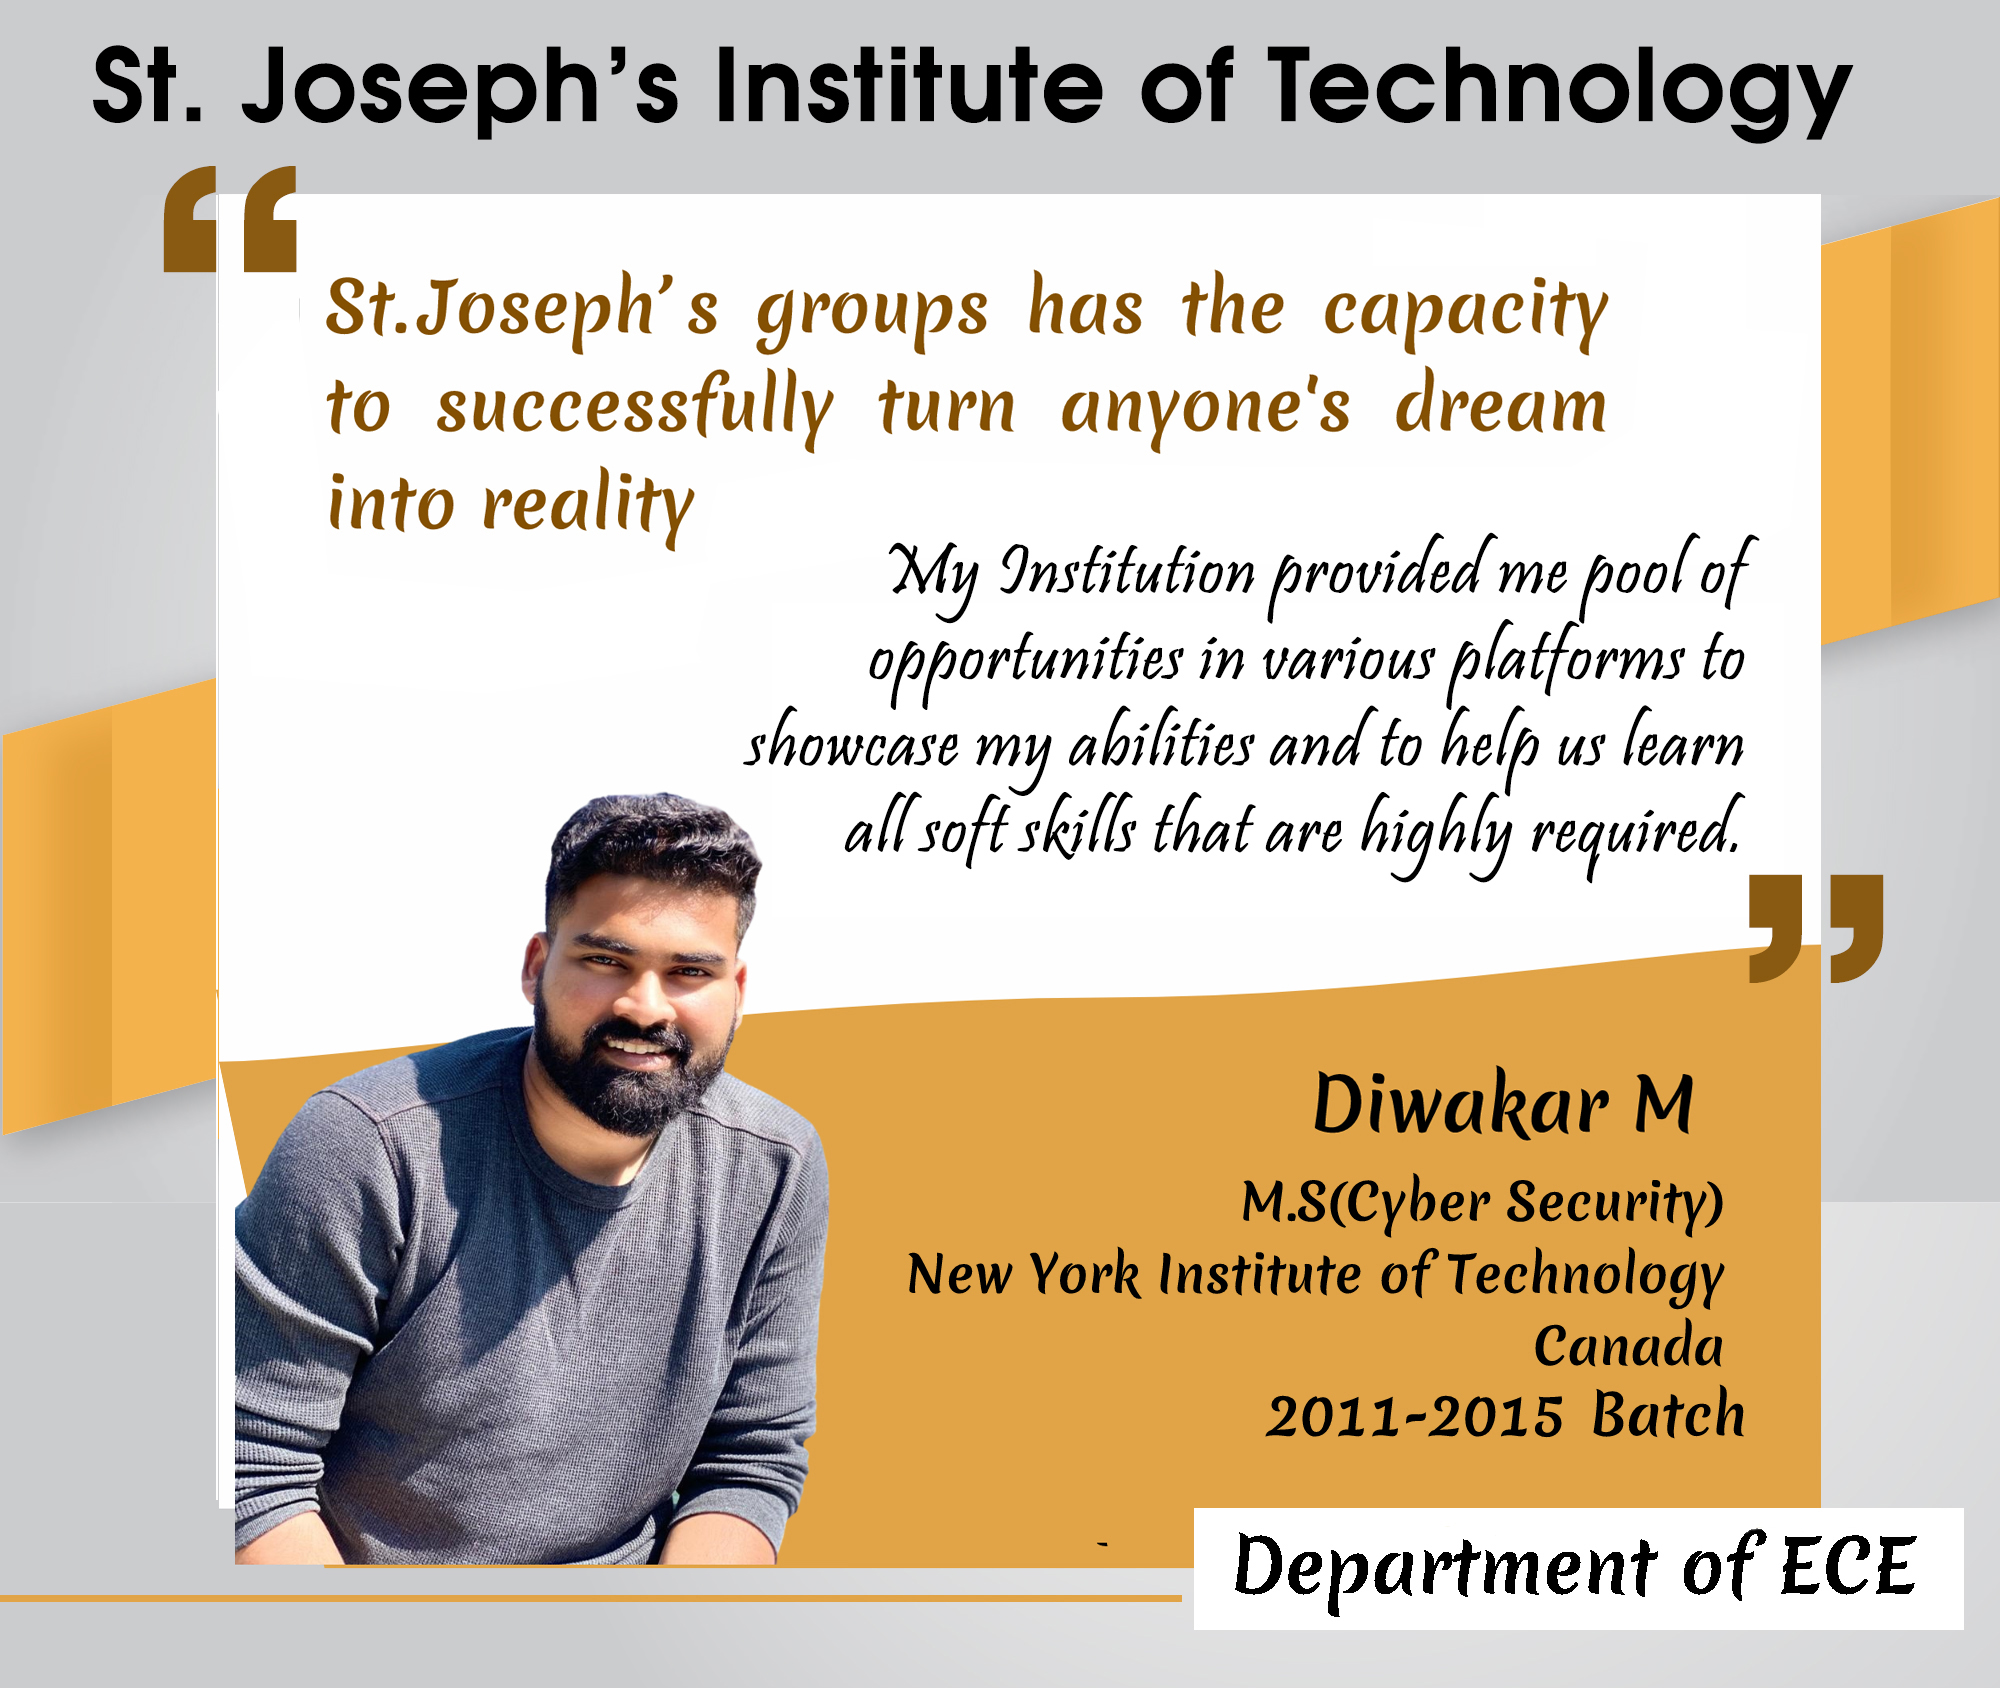 St. Joseph's Institute of Technology
“
St.Joseph's groups has the capacity
to successfully turn anyone's dream
into reality
My Institution provided me pool of
opportunities in various platforms to
showcase my abilities and to help us learn
all soft skills that are highly required.
”
Diwakar M
M.S(Cyber Security)
New York Institute of Technology
Canada
2011-2015 Batch
Department of ECE